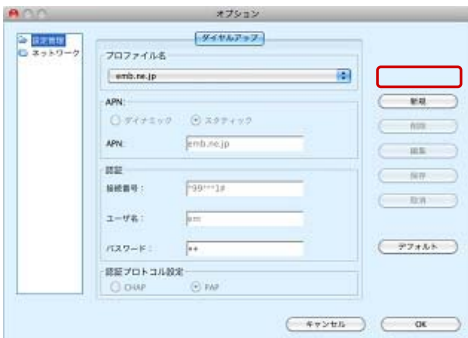 オプション
設定管理
ネットワーク
ダイヤルアップ
プロファイル名
emb.ne.jp
APN:
ダイナミック
スタティック
APN:
emb.ne.jp
認証
接続番号:
*99***1#
ユーザ名:
em
パスワード:
**
認証プロトコル設定
CHAP
PAP
新規
削除
編集
保存
取消
デフォルト
キャンセル
OK